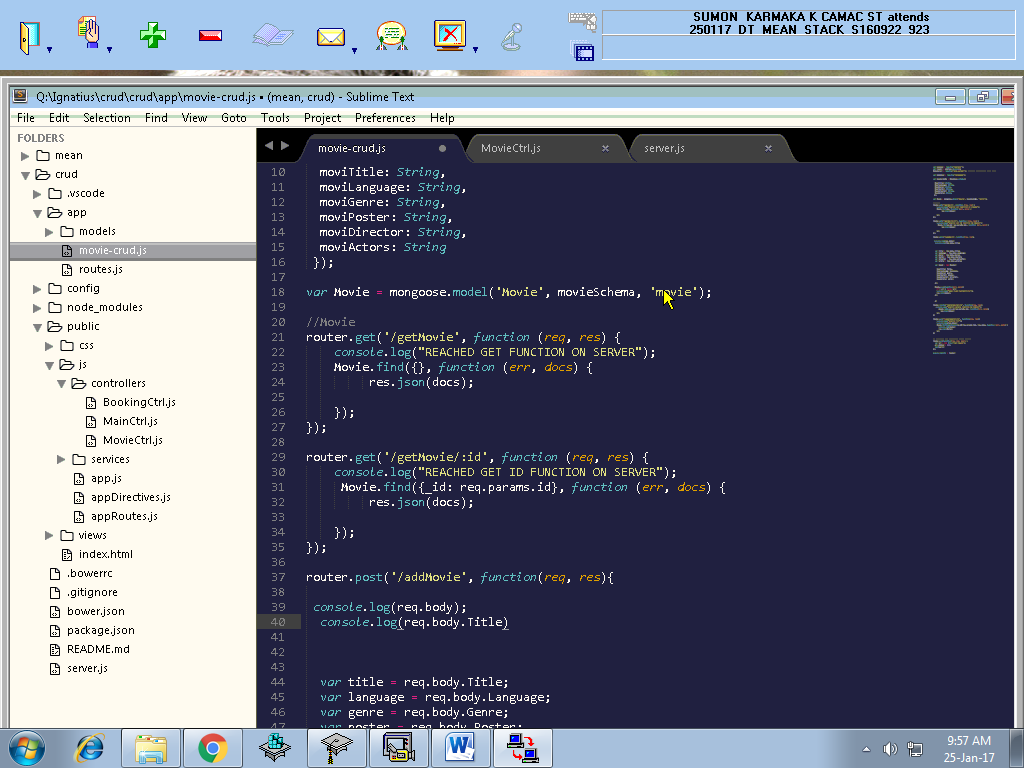 SUMON KARMAKA K CAMAC ST attends
250117_DT_MEAN_STACK_S160922_923
Q:\Ignatius\crud\crud\app\movie-crud.js • (mean, crud) - Sublime Text
File Edit Selection Find View Goto Tools Project Preferences Help
FOLDERS
mean
crud
.vscode
app
models
movie-crud.js
routes.js
config
node_modules
public
css
js
controllers
BookingCtrl.js
MainCtrl.js
MovieCtrl.js
services
app.js
appDirectives.js
appRoutes.js
views
index.html
.bowerrc
.gitignore
bower.json
package.json
README.md
server.js
movie-crud.js MovieCtrl.js server.js
10 moviTitle: String,
11 moviLanguage: String,
12 moviGenre: String,
13 moviPoster: String,
14 moviDirector: String,
15 moviActors: String
16 });
17
18 var Movie = mongoose.model('Movie', movieSchema, 'movie');
19
20 //Movie
21 router.get('/getMovie', function (req, res) {
22 console.log("REACHED GET FUNCTION ON SERVER");
23 Movie.find({}, function (err, docs) {
24 res.json(docs);
25
26 });
27 });
28
29 router.get('/getMovie/:id', function (req, res) {
30 console.log("REACHED GET ID FUNCTION ON SERVER");
31 Movie.find({_id: req.params.id}, function (err, docs) {
32 res.json(docs);
33
34 });
35 });
36
37 router.post('/addMovie', function(req, res){
38
39 console.log(req.body);
40 console.log(req.body.Title)
41
42
43
44 var title = req.body.Title;
45 var language = req.body.Language;
46 var genre = req.body.Genre;
47 var poster = req.body.Poster;
9:57 AM
25-Jan-17